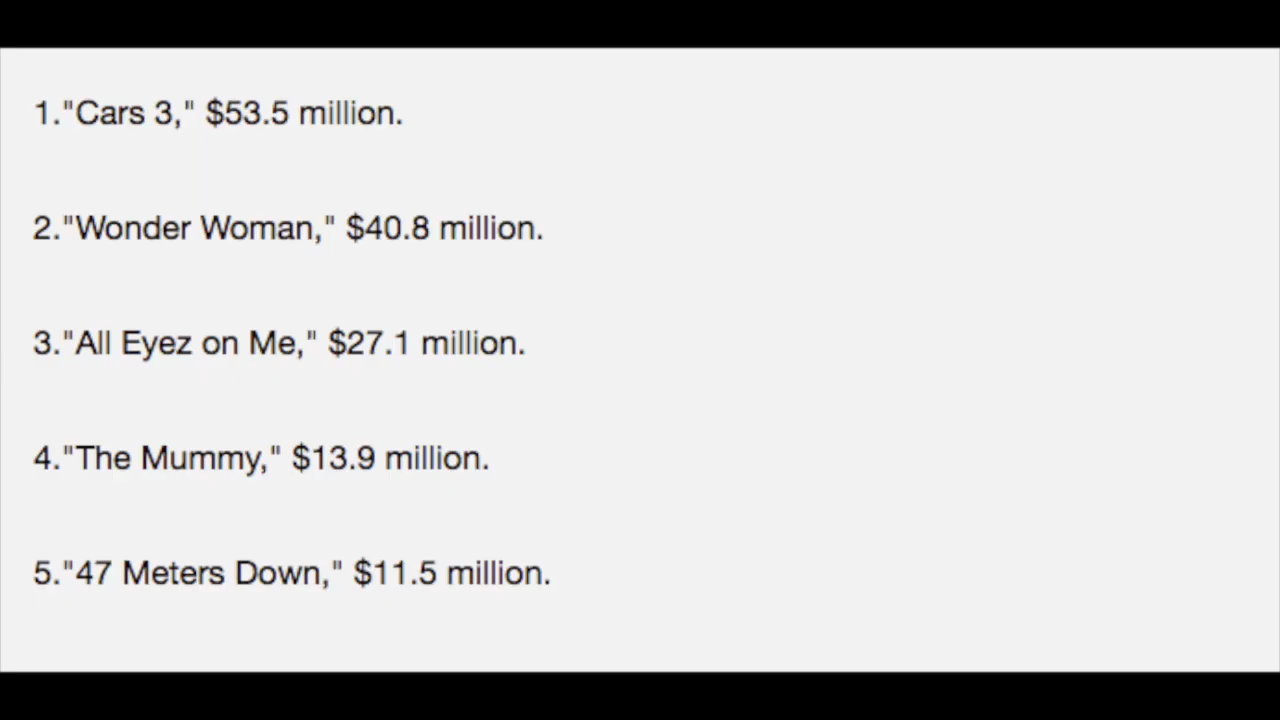 1."Cars 3," $53.5 million.
2."Wonder Woman," $40.8 million.
3."All Eyez on Me," $27.1 million.
4."The Mummy," $13.9 million.
5."47 Meters Down," $11.5 million.